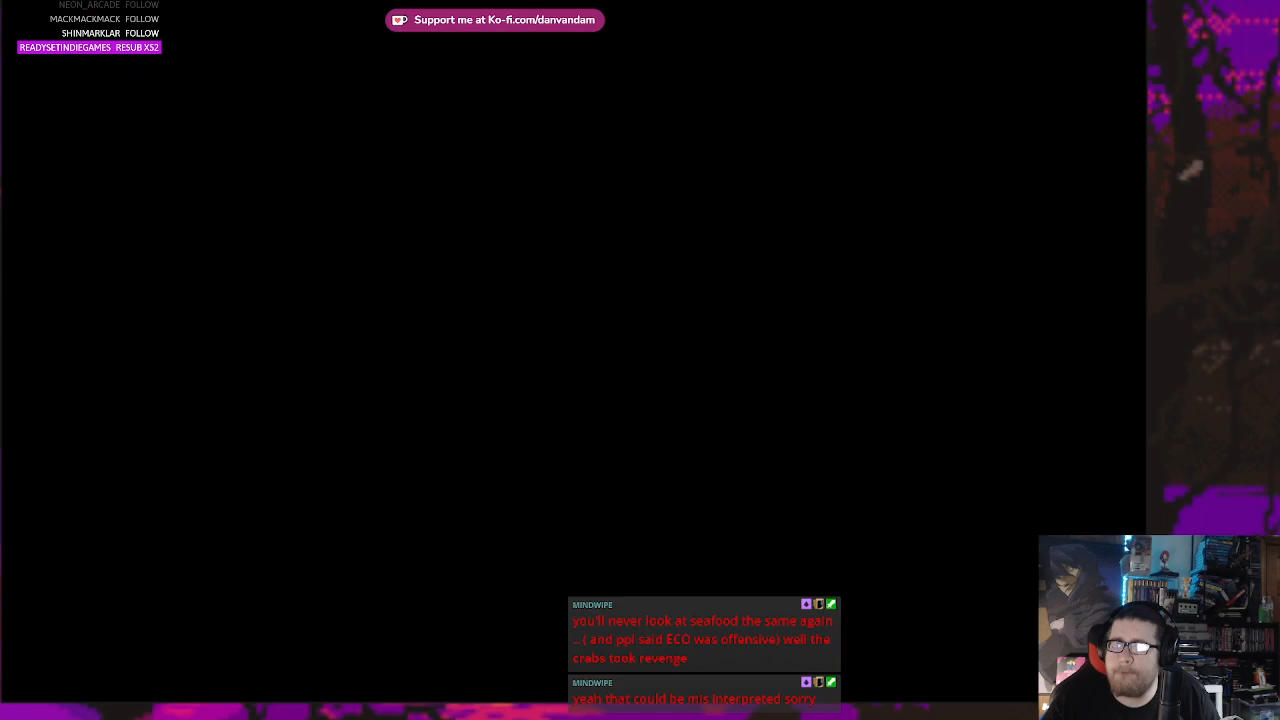 NEON_ARCADE FOLLOW
MACKMACKMACK FOLLOW
SHINMARKLAR FOLLOW
READYSETINDIEGAMES RESUB X52
Support me at Ko-fi.com/danvandam
MINDWIPE
you'll never look at seafood the same again
.. ( and ppl said ECO was offensive) well the
crabs took revenge
MINDWIPE
yeah that could be mis interpreted sorry